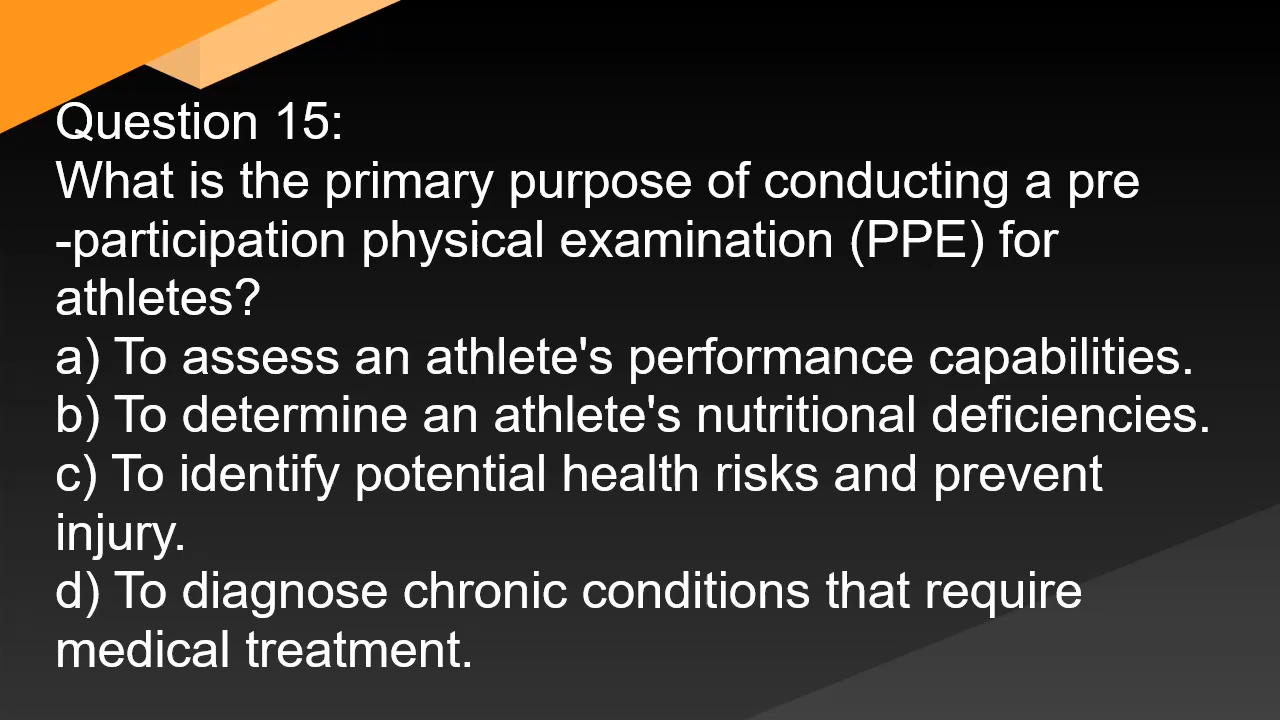 Question 15:
What is the primary purpose of conducting a pre
-participation physical examination (PPE) for
athletes?
a) To assess an athlete's performance capabilities.
b) To determine an athlete's nutritional deficiencies.
c) To identify potential health risks and prevent
injury.
d) To diagnose chronic conditions that require
medical treatment.